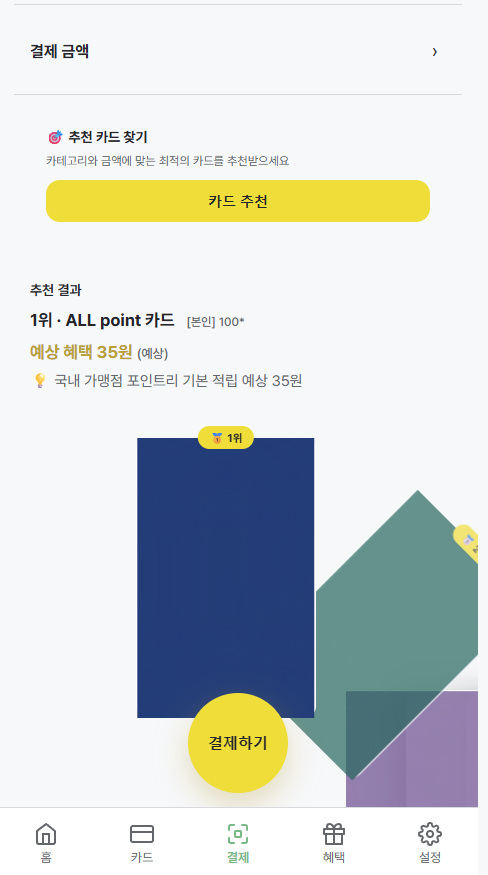 결제 금액
추천 카드 찾기
카테고리와 금액에 맞는 최적의 카드를 추천받으세요
카드 추천
추천 결과
1위 · ALL point 카드 [본인] 100*
예상 혜택 35원 (예상)
국내 가맹점 포인트리 기본 적립 예상 35원
1위
결제하기
홈
카드
결제
혜택
설정